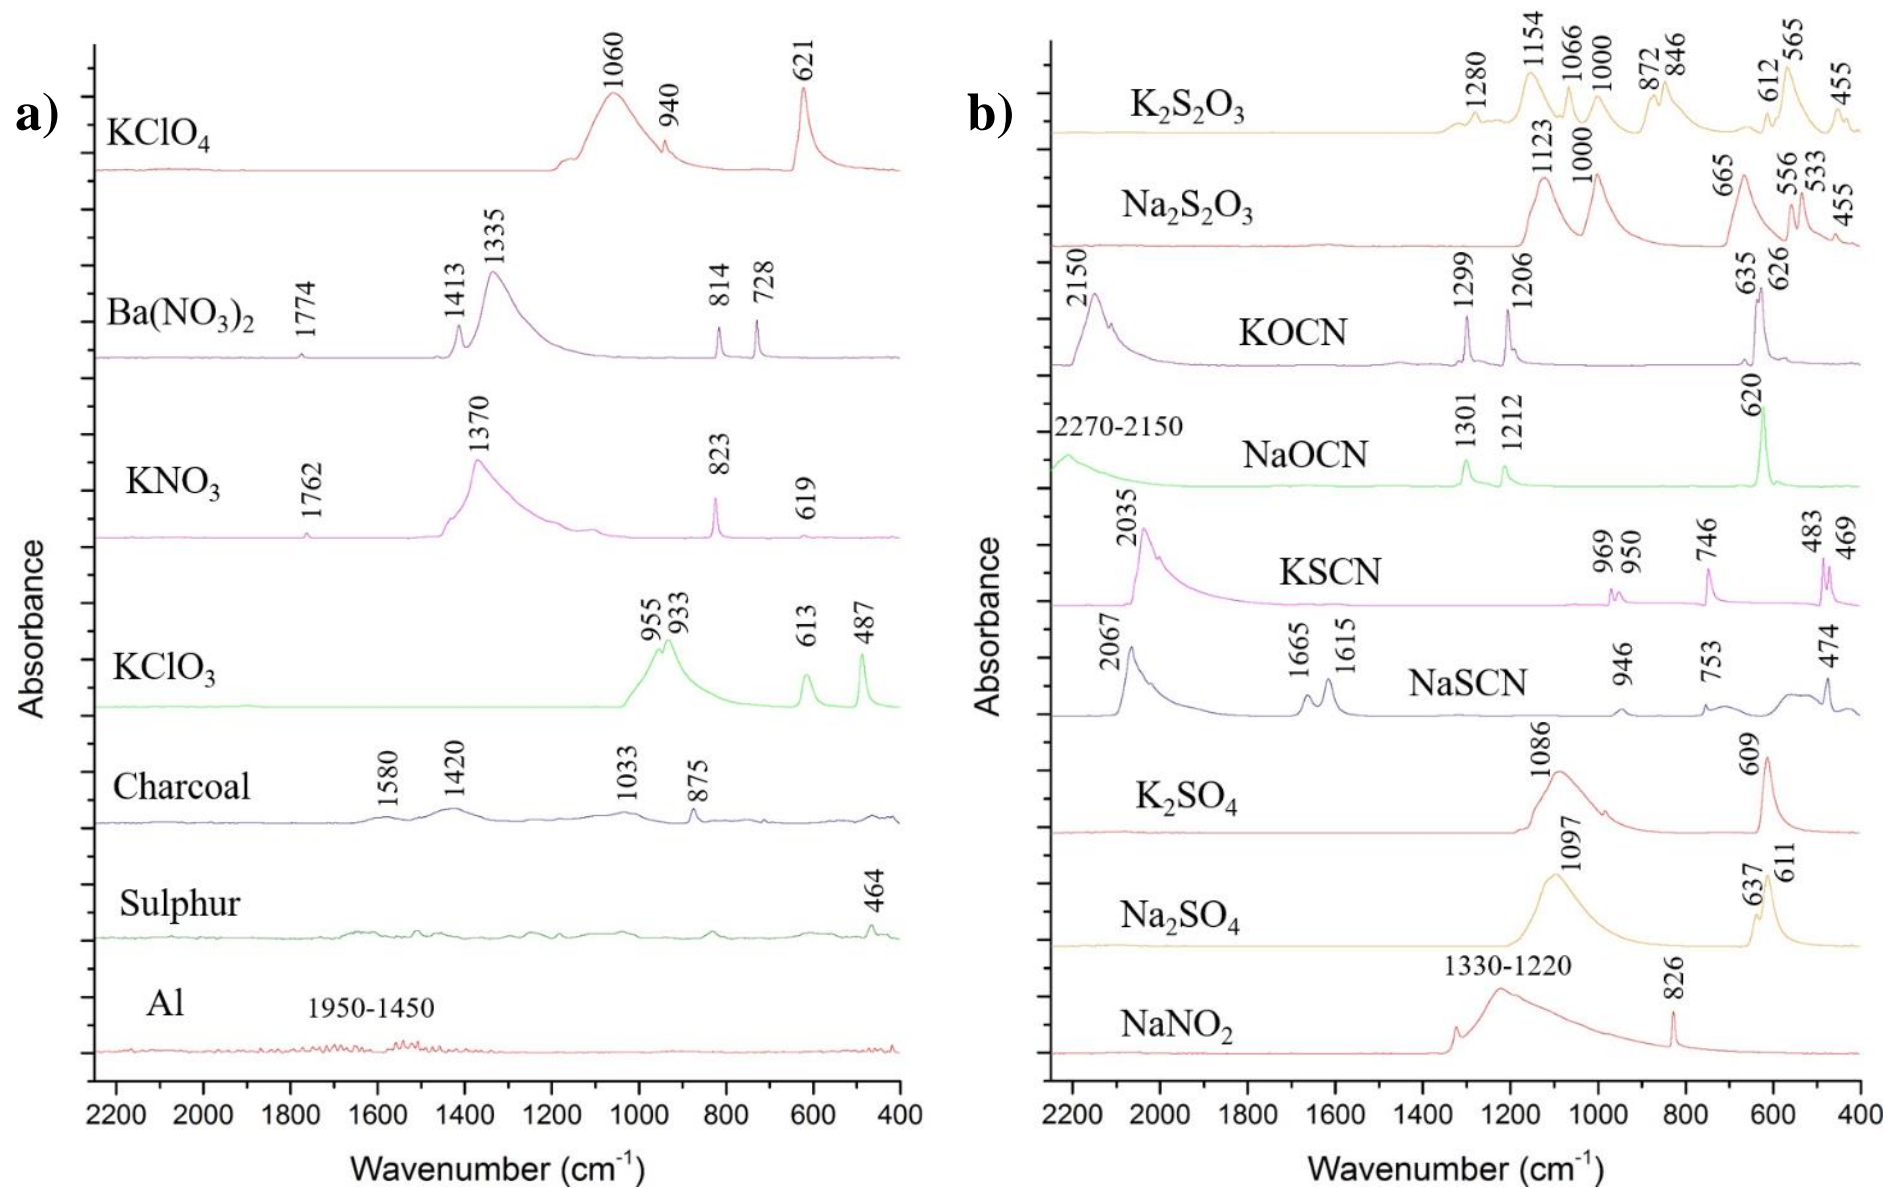 a)
Absorbance
KClO4
1060
940
621
Ba(NO3)2
1774
1413
1335
814
728
KNO3
1762
1370
823
619
KClO3
955
933
613
487
Charcoal
1580
1420
1033
875
Sulphur
464
Al
1950-1450
2200 2000 1800 1600 1400 1200 1000 800 600 400
Wavenumber (cm-1)
b)
Absorbance
K2S2O3
1280
1154
1066
1000
872
846
612
565
455
Na2S2O3
1123
1000
665
556
533
455
KOCN
2150
1299
1206
635
626
NaOCN
2270-2150
1301
1212
620
KSCN
2035
969
950
746
483
469
NaSCN
2067
1665
1615
946
753
474
K2SO4
1086
609
Na2SO4
1097
637
611
NaNO2
1330-1220
826
2200 2000 1800 1600 1400 1200 1000 800 600 400
Wavenumber (cm-1)